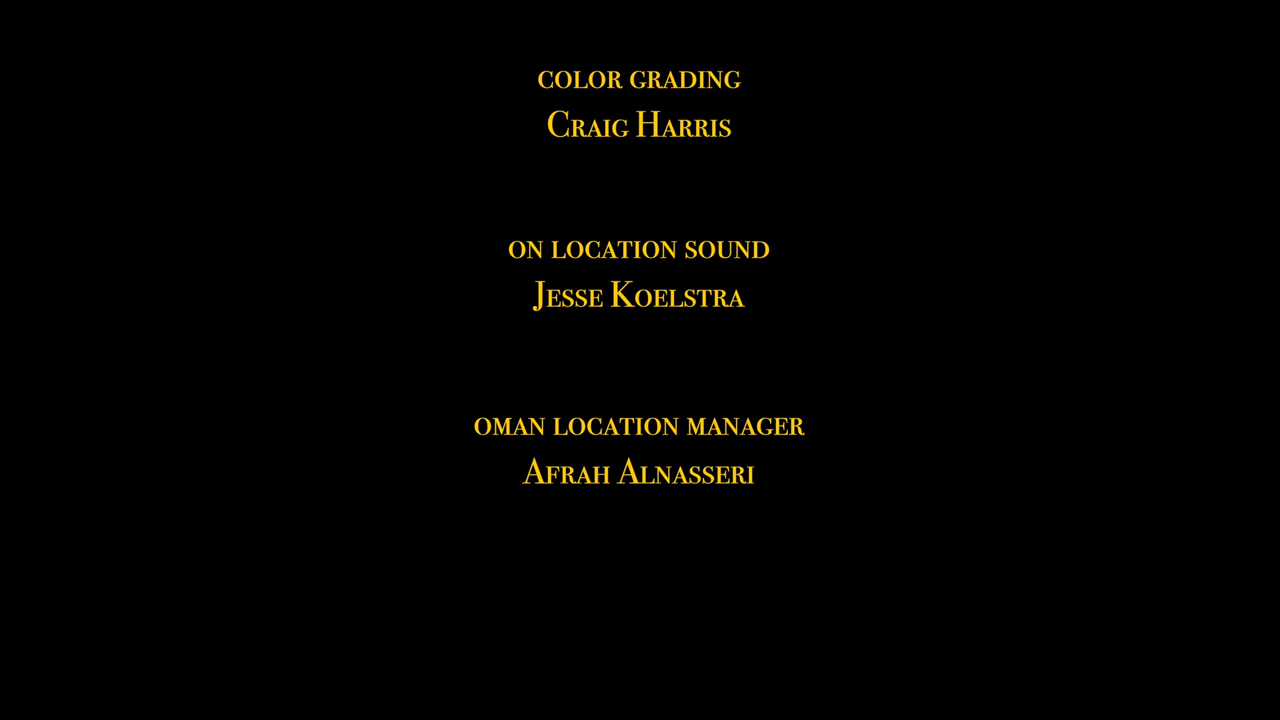 COLOR GRADING
CRAIG HARRIS
ON LOCATION SOUND
JESSE KOELSTRA
OMAN LOCATION MANAGER
AFRAH ALNASSERI